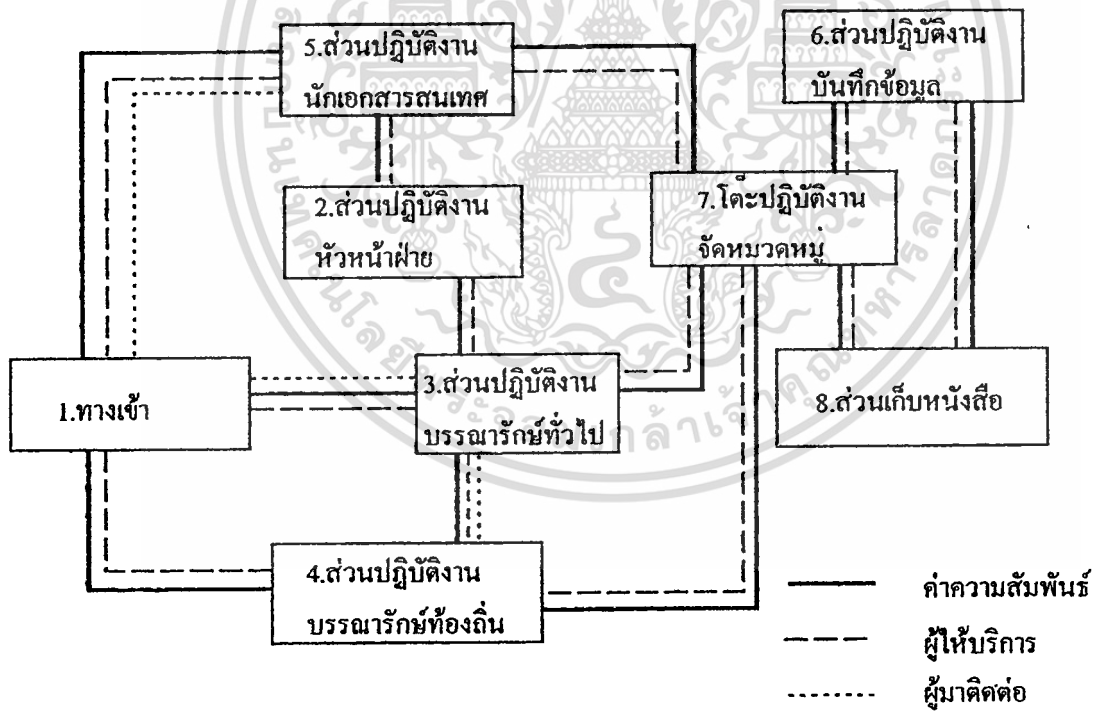 5.ส่วนปฏิบัติงาน
นักเอกสารสนเทศ
6.ส่วนปฏิบัติงาน
บันทึกข้อมูล
2.ส่วนปฏิบัติงาน
หัวหน้าฝ่าย
7.โต๊ะปฏิบัติงาน
จัดหมวดหมู่
1.ทางเข้า
3.ส่วนปฏิบัติงาน
บรรณารักษ์ทั่วไป
8.ส่วนเก็บหนังสือ
4.ส่วนปฏิบัติงาน
บรรณารักษ์ท้องถิ่น
ค่าความสัมพันธ์
ผู้ให้บริการ
ผู้มาติดต่อ